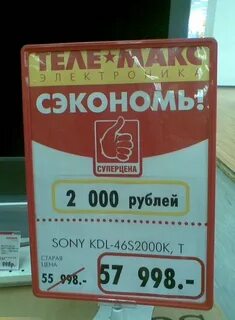 ТЕЛЕ★МАКС
ЭЛЕКТРОНИКА
СЭКОНОМЬ!
СУПЕРЦЕНА
2 000 рублей
SONY KDL-46S2000K, T
СТАРАЯ
ЦЕНА
55 998.-
57 998.-